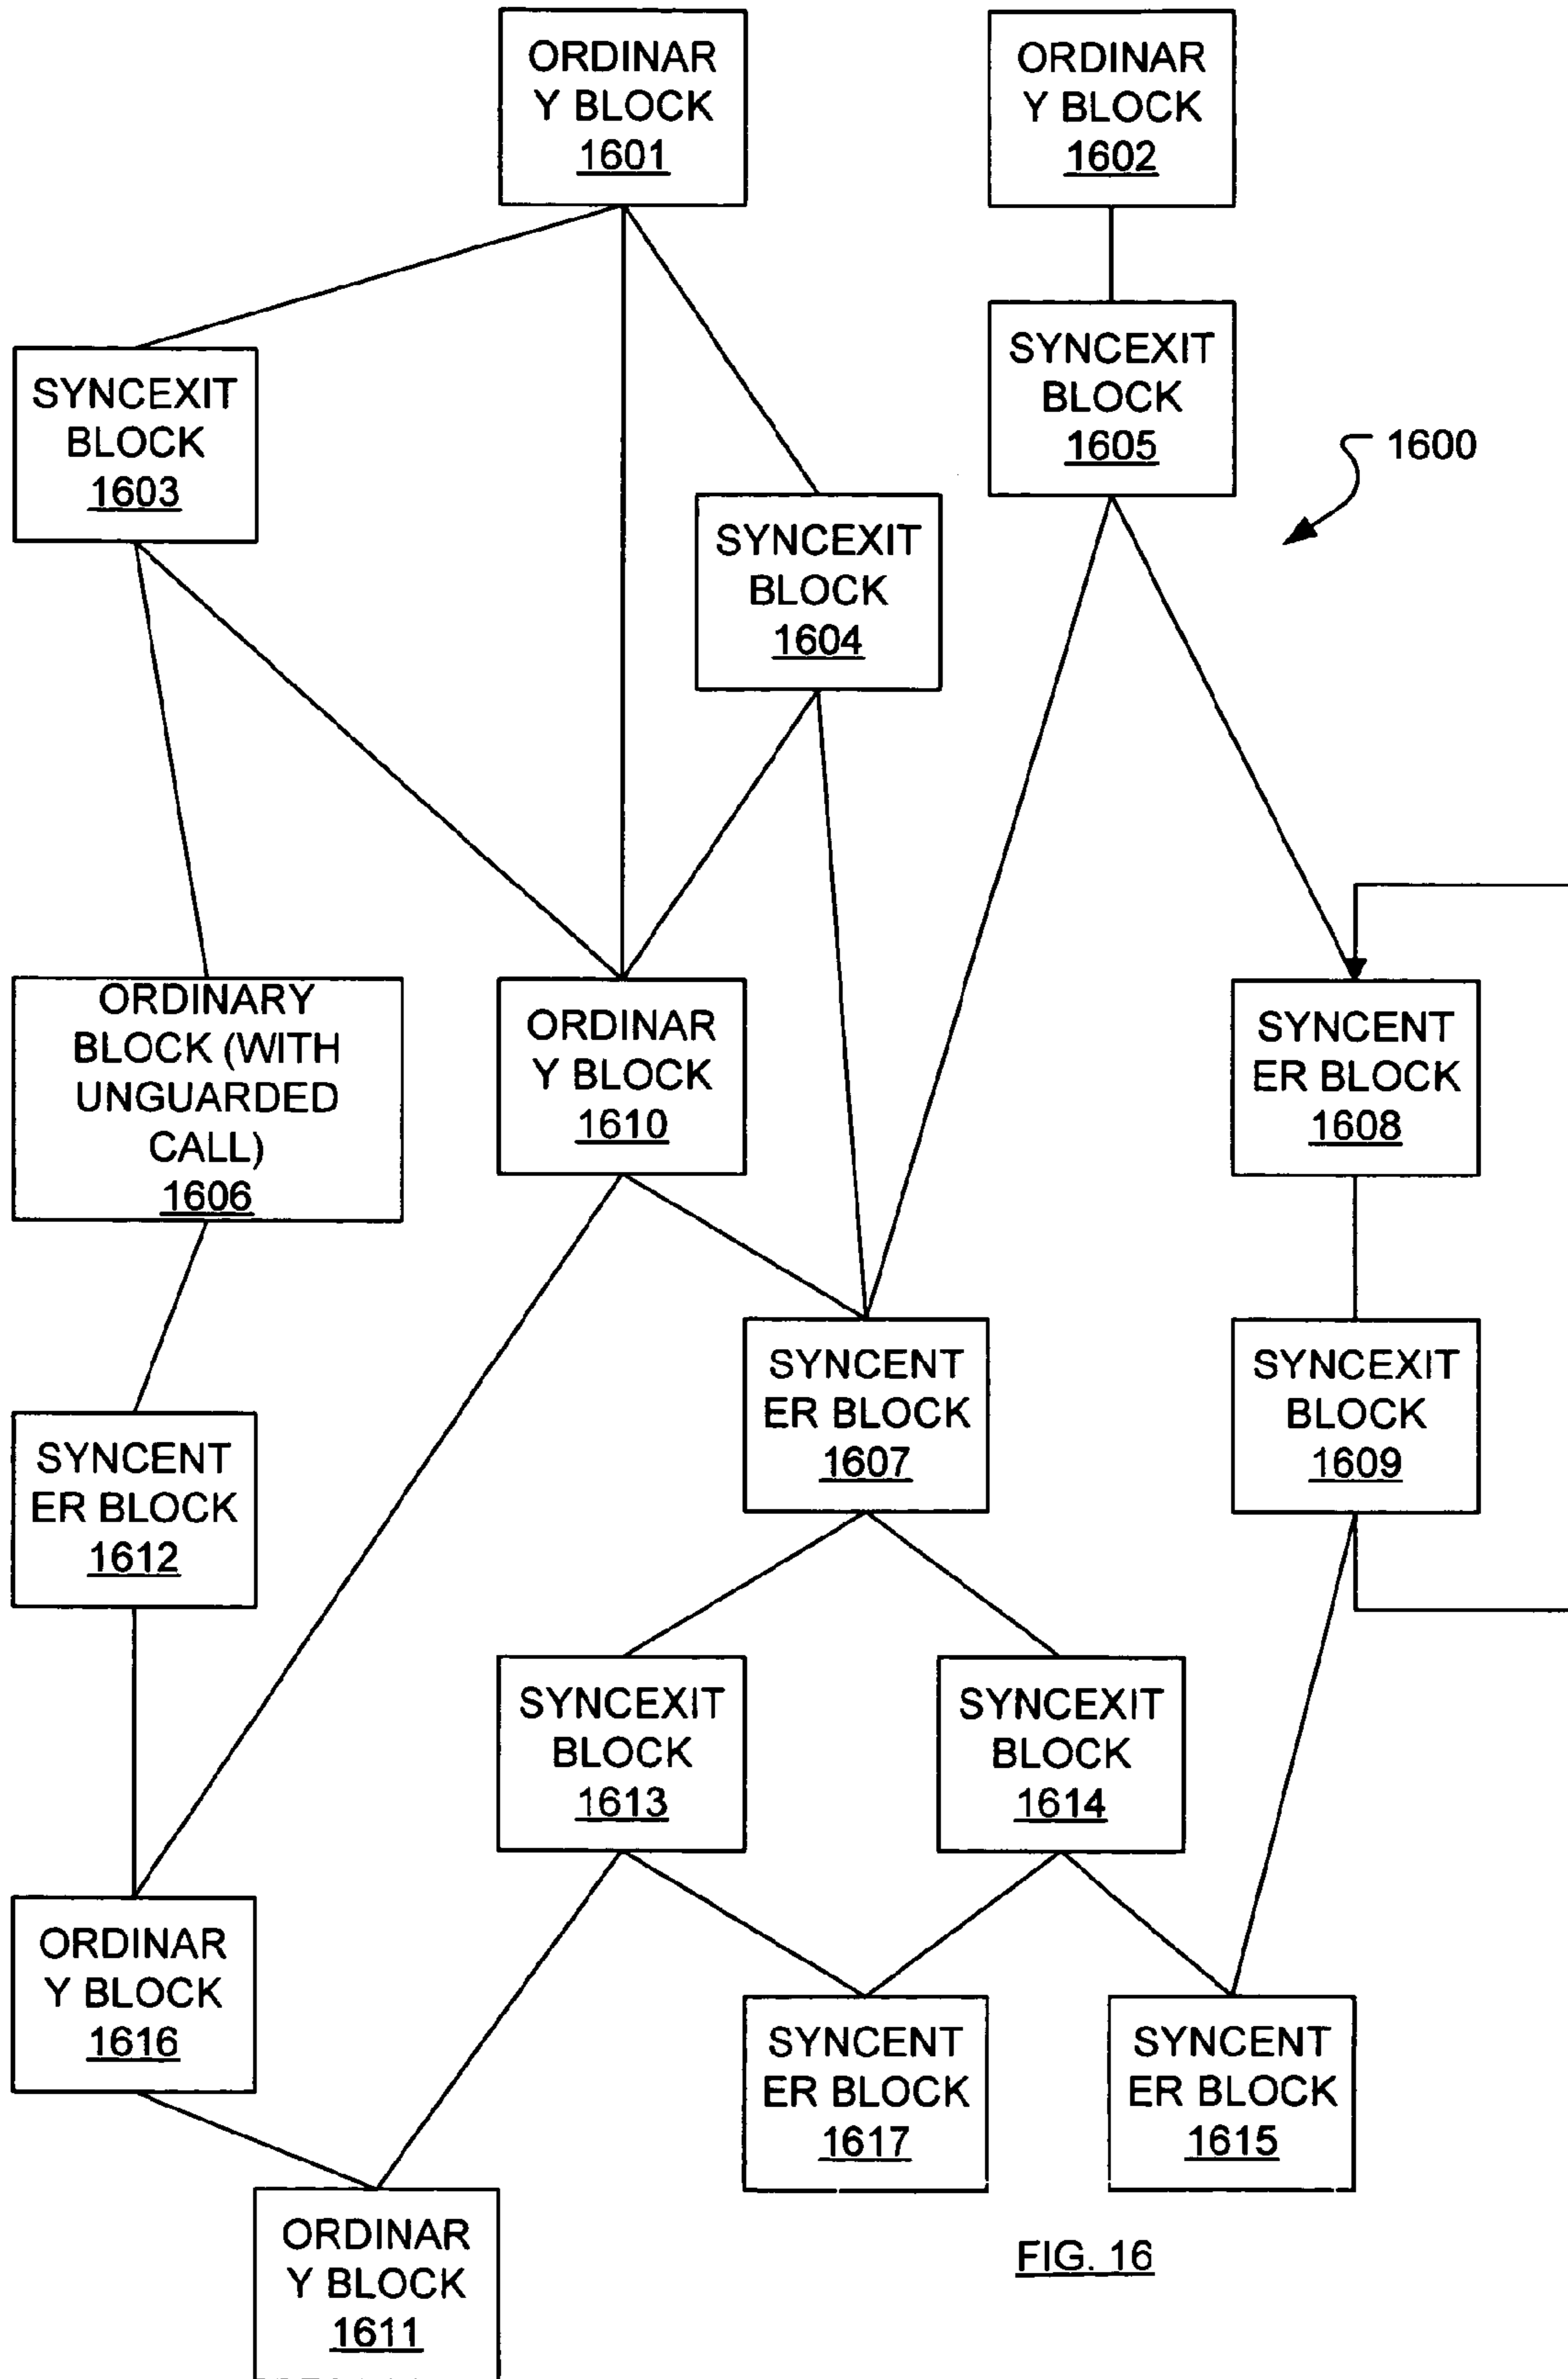 ORDINAR
Y BLOCK
1601
ORDINAR
Y BLOCK
1602
SYNCEXIT
BLOCK
1603
SYNCEXIT
BLOCK
1605
1600
SYNCEXIT
BLOCK
1604
ORDINARY
BLOCK (WITH
UNGUARDED
CALL)
1606
ORDINAR
Y BLOCK
1610
SYNCENT
ER BLOCK
1608
SYNCENT
ER BLOCK
1607
SYNCEXIT
BLOCK
1609
SYNCENT
ER BLOCK
1612
SYNCEXIT
BLOCK
1613
SYNCEXIT
BLOCK
1614
ORDINAR
Y BLOCK
1616
SYNCENT
ER BLOCK
1617
SYNCENT
ER BLOCK
1615
ORDINAR
Y BLOCK
1611
FIG. 16